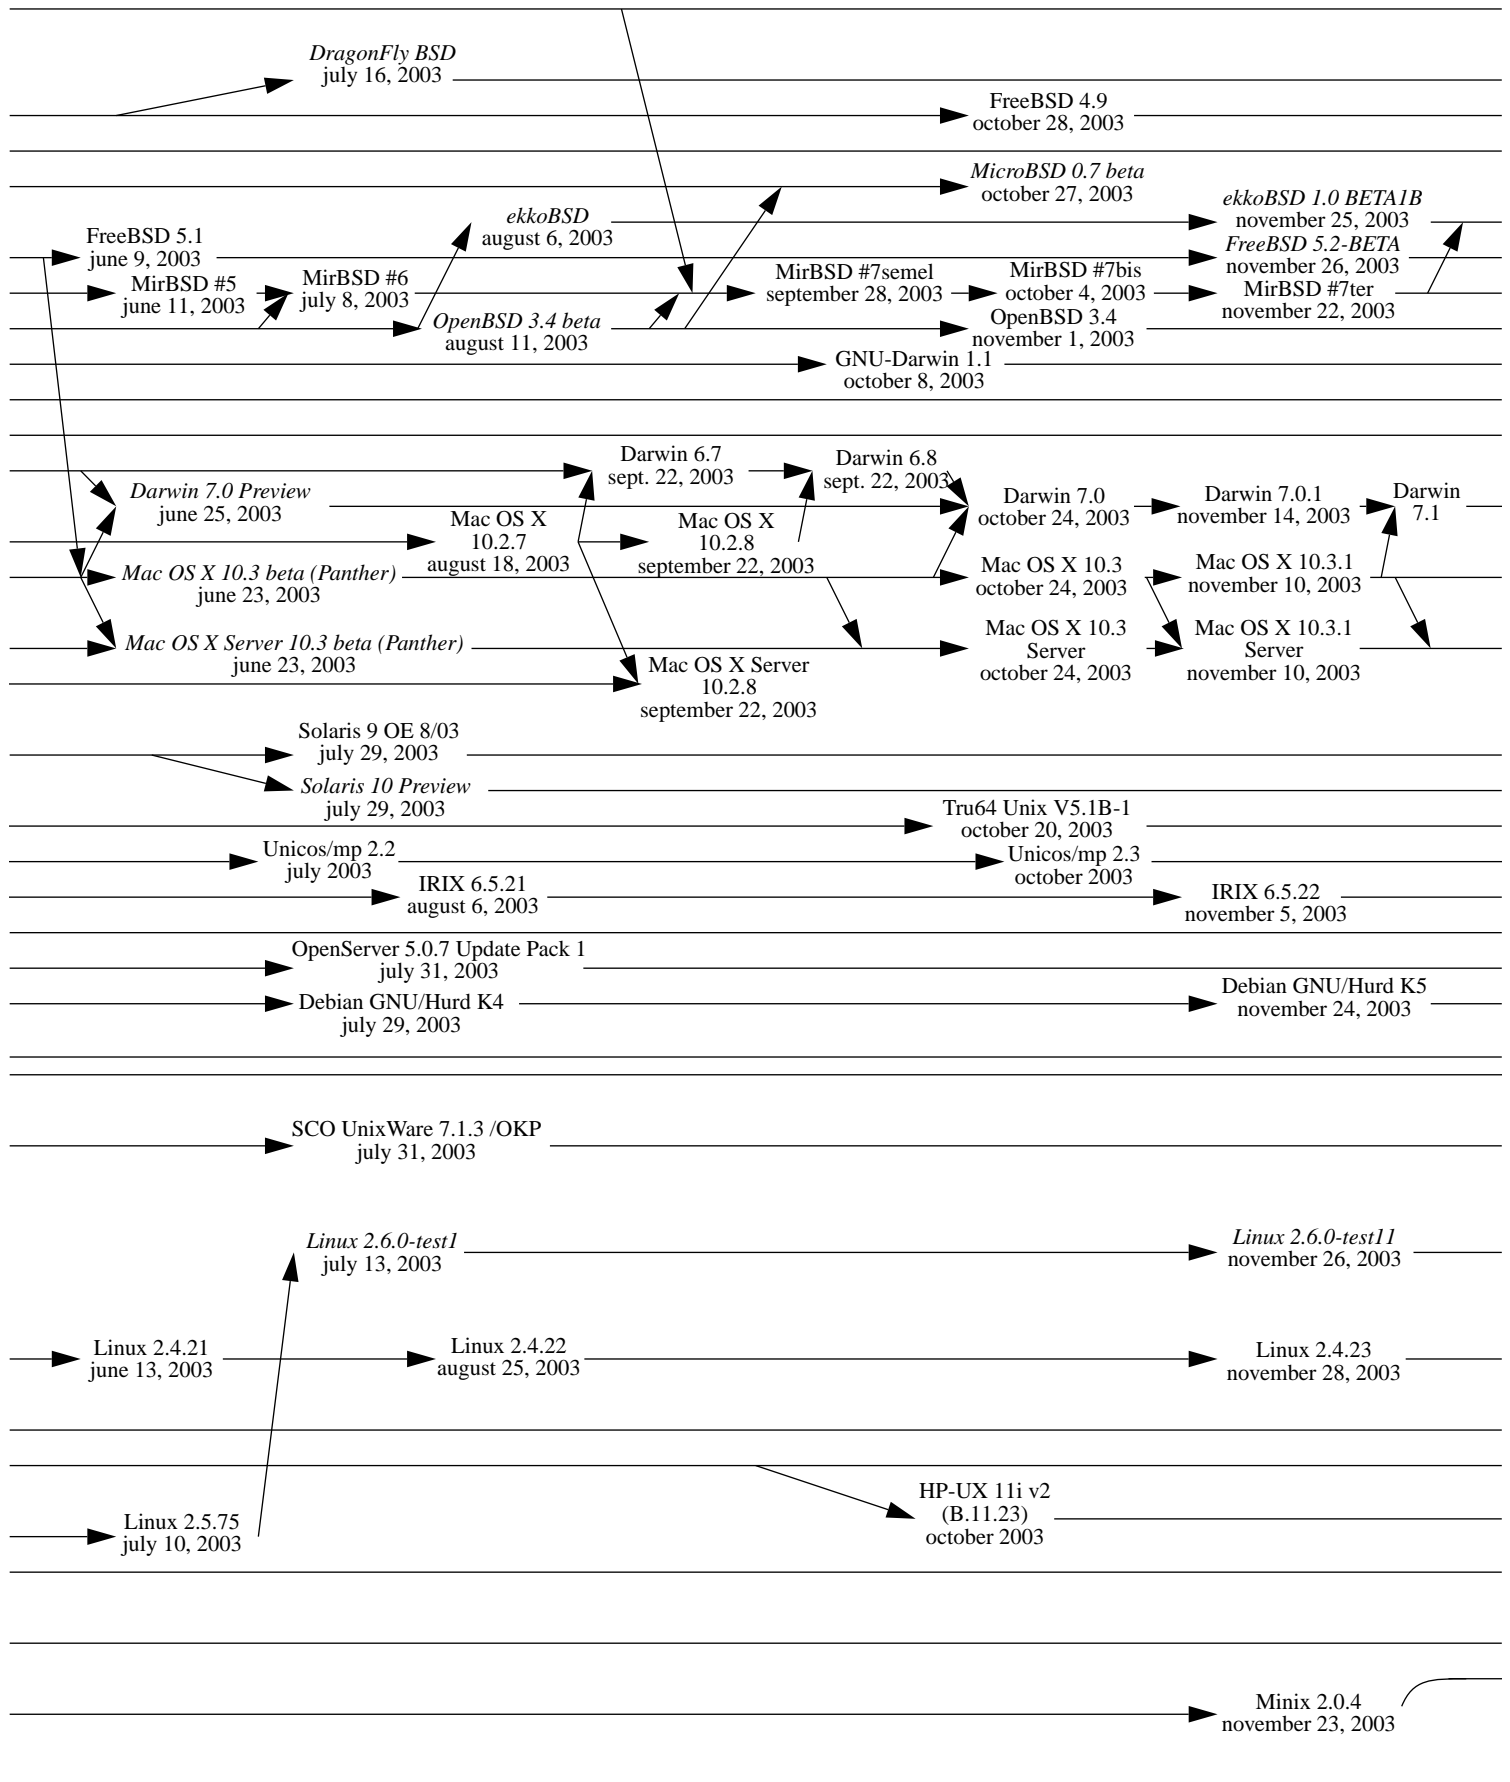 DragonFly BSD
july 16, 2003
FreeBSD 4.9
october 28, 2003
MicroBSD 0.7 beta
october 27, 2003
ekkoBSD 1.0 BETA1B
november 25, 2003
ekkoBSD
august 6, 2003
FreeBSD 5.1
june 9, 2003
FreeBSD 5.2-BETA
november 26, 2003
MirBSD #5
june 11, 2003
MirBSD #6
july 8, 2003
MirBSD #7semel
september 28, 2003
MirBSD #7bis
october 4, 2003
MirBSD #7ter
november 22, 2003
OpenBSD 3.4 beta
august 11, 2003
OpenBSD 3.4
november 1, 2003
GNU-Darwin 1.1
october 8, 2003
Darwin 6.7
sept. 22, 2003
Darwin 6.8
sept. 22, 2003
Darwin 7.0 Preview
june 25, 2003
Darwin 7.0
october 24, 2003
Darwin 7.0.1
november 14, 2003
Darwin
7.1
Mac OS X
10.2.7
august 18, 2003
Mac OS X
10.2.8
september 22, 2003
Mac OS X 10.3 beta (Panther)
june 23, 2003
Mac OS X 10.3
october 24, 2003
Mac OS X 10.3.1
november 10, 2003
Mac OS X Server 10.3 beta (Panther)
june 23, 2003
Mac OS X 10.3
Server
october 24, 2003
Mac OS X 10.3.1
Server
november 10, 2003
Mac OS X Server
10.2.8
september 22, 2003
Solaris 9 OE 8/03
july 29, 2003
Solaris 10 Preview
july 29, 2003
Tru64 Unix V5.1B-1
october 20, 2003
Unicos/mp 2.2
july 2003
Unicos/mp 2.3
october 2003
IRIX 6.5.21
august 6, 2003
IRIX 6.5.22
november 5, 2003
OpenServer 5.0.7 Update Pack 1
july 31, 2003
Debian GNU/Hurd K4
july 29, 2003
Debian GNU/Hurd K5
november 24, 2003
SCO UnixWare 7.1.3 /OKP
july 31, 2003
Linux 2.6.0-test1
july 13, 2003
Linux 2.6.0-test11
november 26, 2003
Linux 2.4.21
june 13, 2003
Linux 2.4.22
august 25, 2003
Linux 2.4.23
november 28, 2003
HP-UX 11i v2
(B.11.23)
october 2003
Linux 2.5.75
july 10, 2003
Minix 2.0.4
november 23, 2003